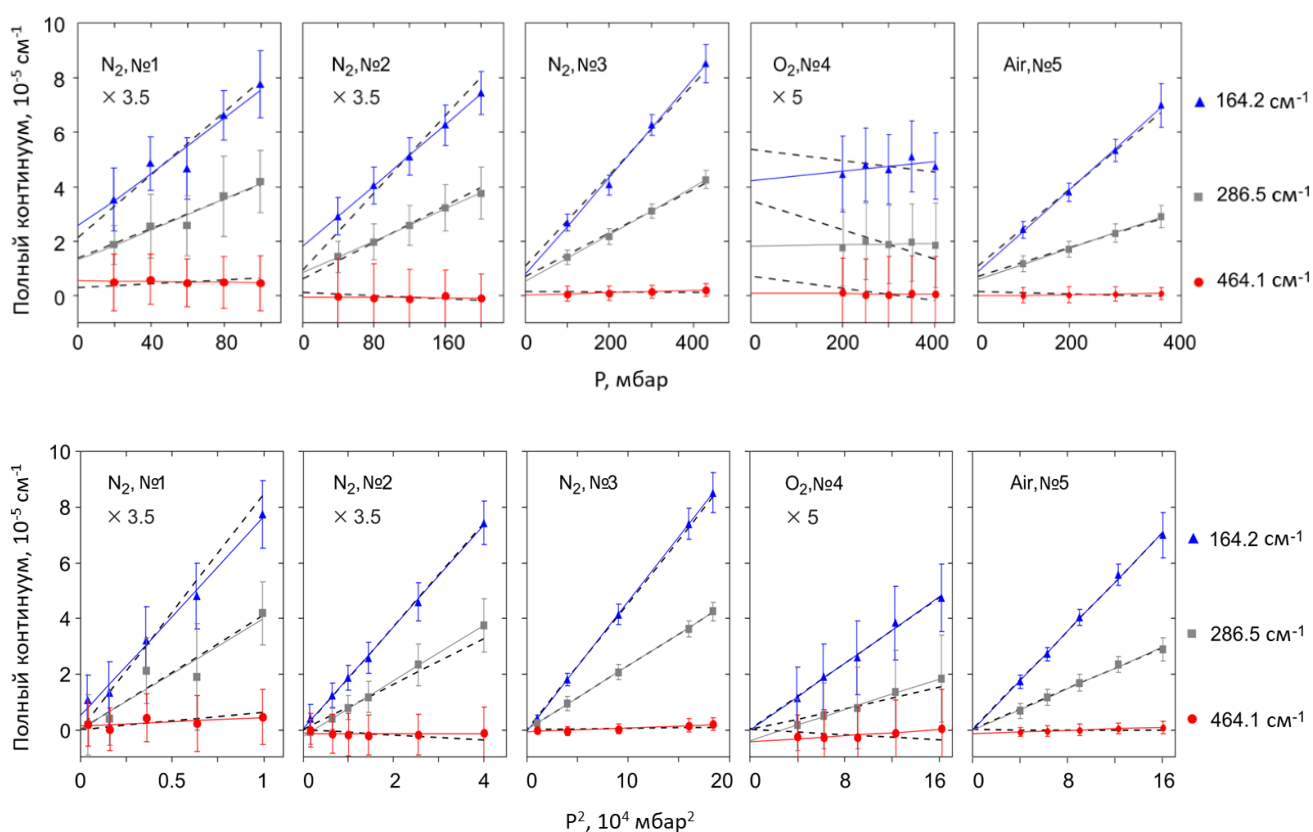 Полный континуум, 10⁻⁵ см⁻¹
10
8
6
4
2
0
N₂, №1
× 3.5
N₂, №2
× 3.5
N₂, №3
O₂, №4
× 5
Air, №5
164.2 см⁻¹
286.5 см⁻¹
464.1 см⁻¹
0 40 80
0 80 160
0 200 400
0 200 400
0 200 400
P, мбар
Полный континуум, 10⁻⁵ см⁻¹
10
8
6
4
2
0
N₂, №1
× 3.5
N₂, №2
× 3.5
N₂, №3
O₂, №4
× 5
Air, №5
164.2 см⁻¹
286.5 см⁻¹
464.1 см⁻¹
0 0.5 1
0 2 4
0 10 20
0 8 16
0 8 16
P², 10⁴ мбар²